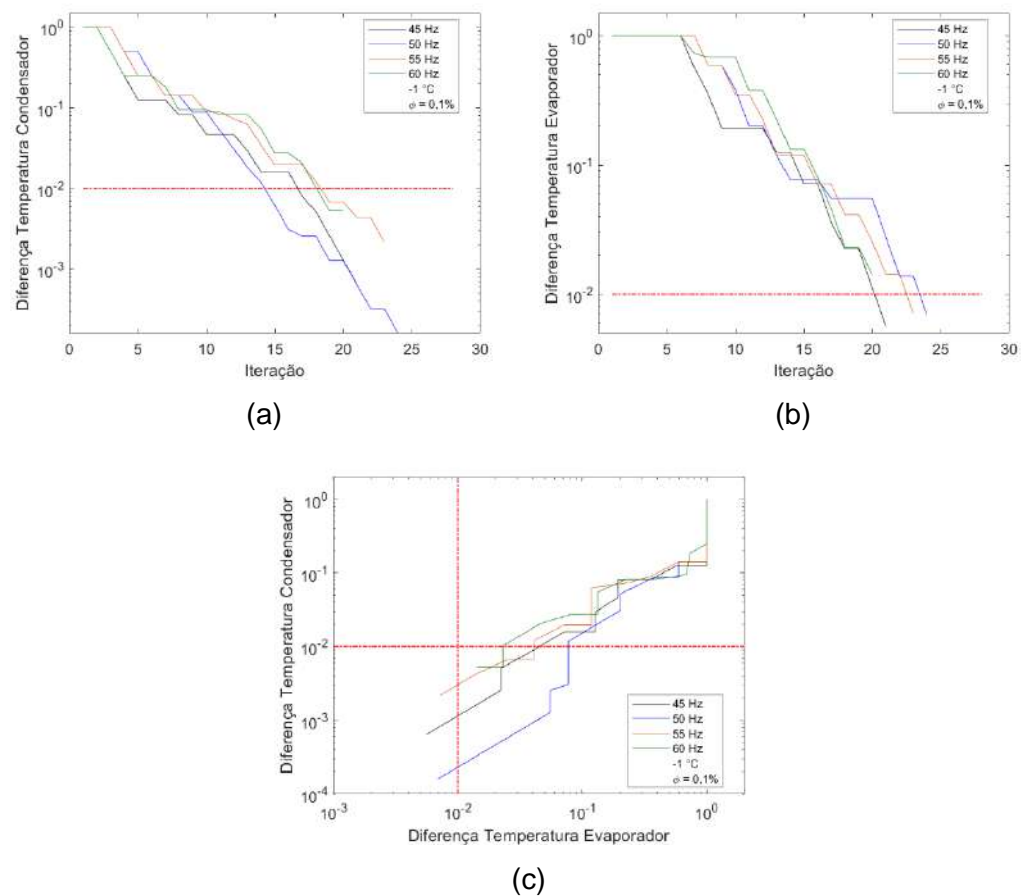 Diferença Temperatura Condensador
10^0
10^-1
10^-2
10^-3
0 5 10 15 20 25 30
Iteração
45 Hz
50 Hz
55 Hz
60 Hz
-1 °C
ϕ = 0,1%
(a)
Diferença Temperatura Evaporador
10^0
10^-1
10^-2
0 5 10 15 20 25 30
Iteração
45 Hz
50 Hz
55 Hz
60 Hz
-1 °C
ϕ = 0,1%
(b)
Diferença Temperatura Condensador
10^0
10^-1
10^-2
10^-3
10^-4
10^-3 10^-2 10^-1 10^0
Diferença Temperatura Evaporador
45 Hz
50 Hz
55 Hz
60 Hz
-1 °C
ϕ = 0,1%
(c)